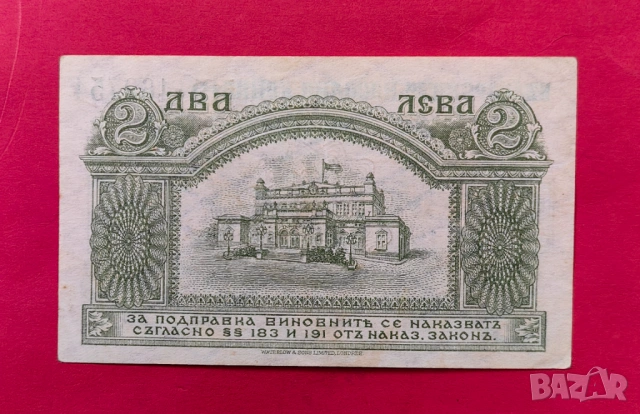 2 ДВА ЛЕВА 2
ЗА ПОДПРАВКА ВИНОВНИТѢ СЕ НАКАЗВАТЪ
СЪГЛАСНО §§ 183 И 191 ОТЪ НАКАЗ. ЗАКОНЪ.
WATERLOW & SONS LIMITED, LONDRES
BAZAR.bg